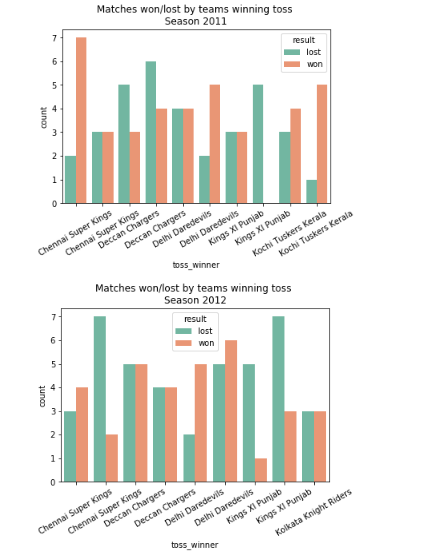 Matches won/lost by teams winning toss
Season 2011
result
lost
won
7
6
5
4
3
2
1
0
count
Chennai Super Kings
Chennai Super Kings
Deccan Chargers
Deccan Chargers
Delhi Daredevils
Delhi Daredevils
Kings XI Punjab
Kings XI Punjab
Kochi Tuskers Kerala
Kochi Tuskers Kerala
toss_winner
Matches won/lost by teams winning toss
Season 2012
result
lost
won
7
6
5
4
3
2
1
0
count
Chennai Super Kings
Chennai Super Kings
Deccan Chargers
Deccan Chargers
Delhi Daredevils
Delhi Daredevils
Kings XI Punjab
Kings XI Punjab
Kolkata Knight Riders
toss_winner